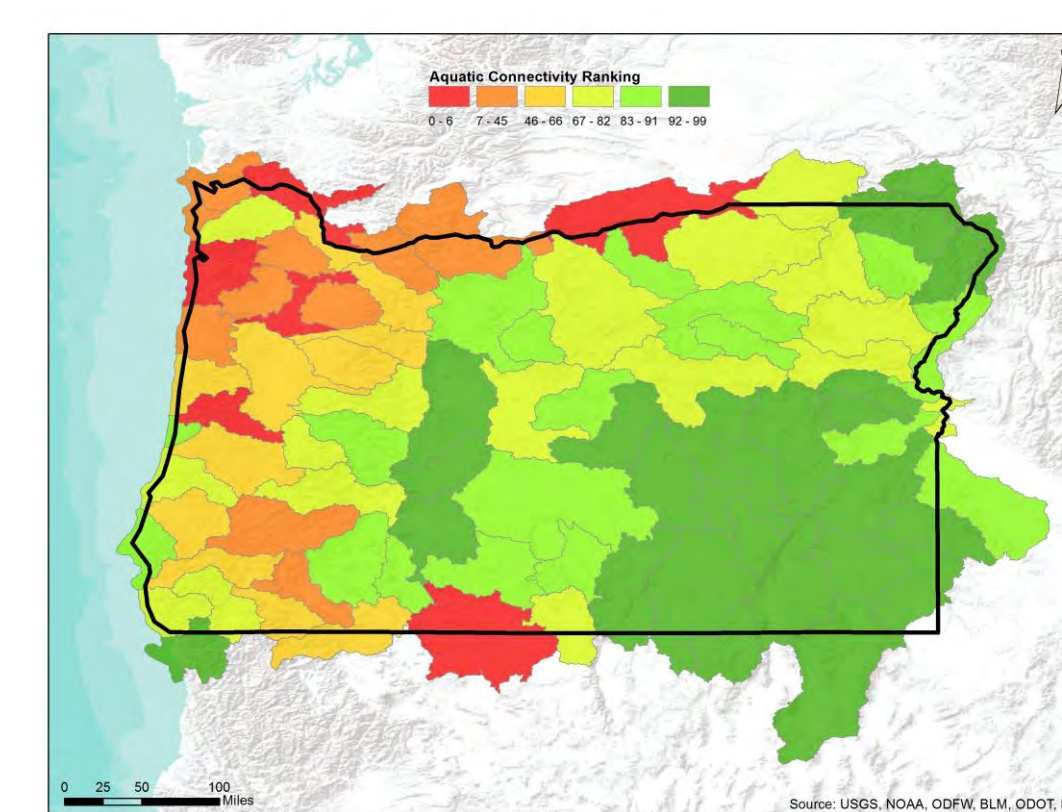 Aquatic Connectivity Ranking
0 - 6 7 - 45 46 - 66 67 - 82 83 - 91 92 - 99
0 25 50 100
Miles
Source: USGS, NOAA, ODFW, BLM, ODOT,